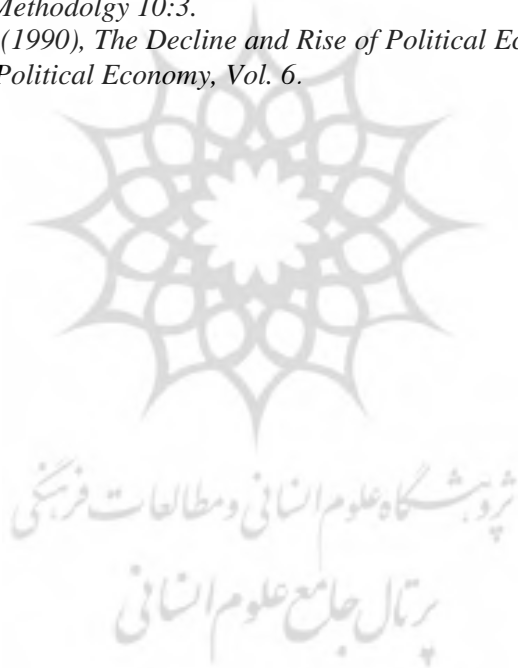 Methodolgy 10:3.
(1990), The Decline and Rise of Political Ec
Political Economy, Vol. 6.
پژوهشگاه علوم انسانی و مطالعات فرهنگی
پرتال جامع علوم انسانی